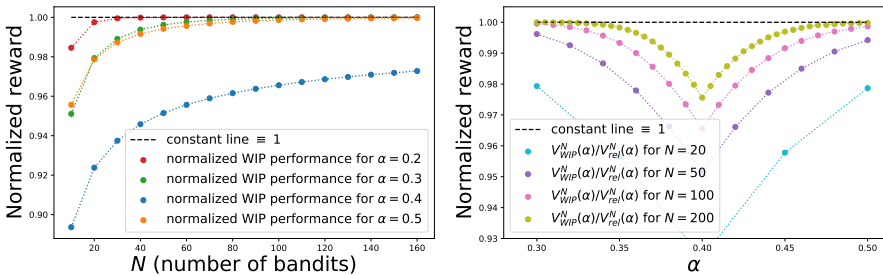 Normalized reward
1.00
0.98
0.96
0.94
0.92
0.90
constant line ≡ 1
normalized WIP performance for α = 0.2
normalized WIP performance for α = 0.3
normalized WIP performance for α = 0.4
normalized WIP performance for α = 0.5
20 40 60 80 100 120 140 160
N (number of bandits)
Normalized reward
1.00
0.99
0.98
0.97
0.96
0.95
0.94
0.93
constant line ≡ 1
V^N_WIP(α)/V^N_rel(α) for N = 20
V^N_WIP(α)/V^N_rel(α) for N = 50
V^N_WIP(α)/V^N_rel(α) for N = 100
V^N_WIP(α)/V^N_rel(α) for N = 200
0.30 0.35 0.40 0.45 0.50
α